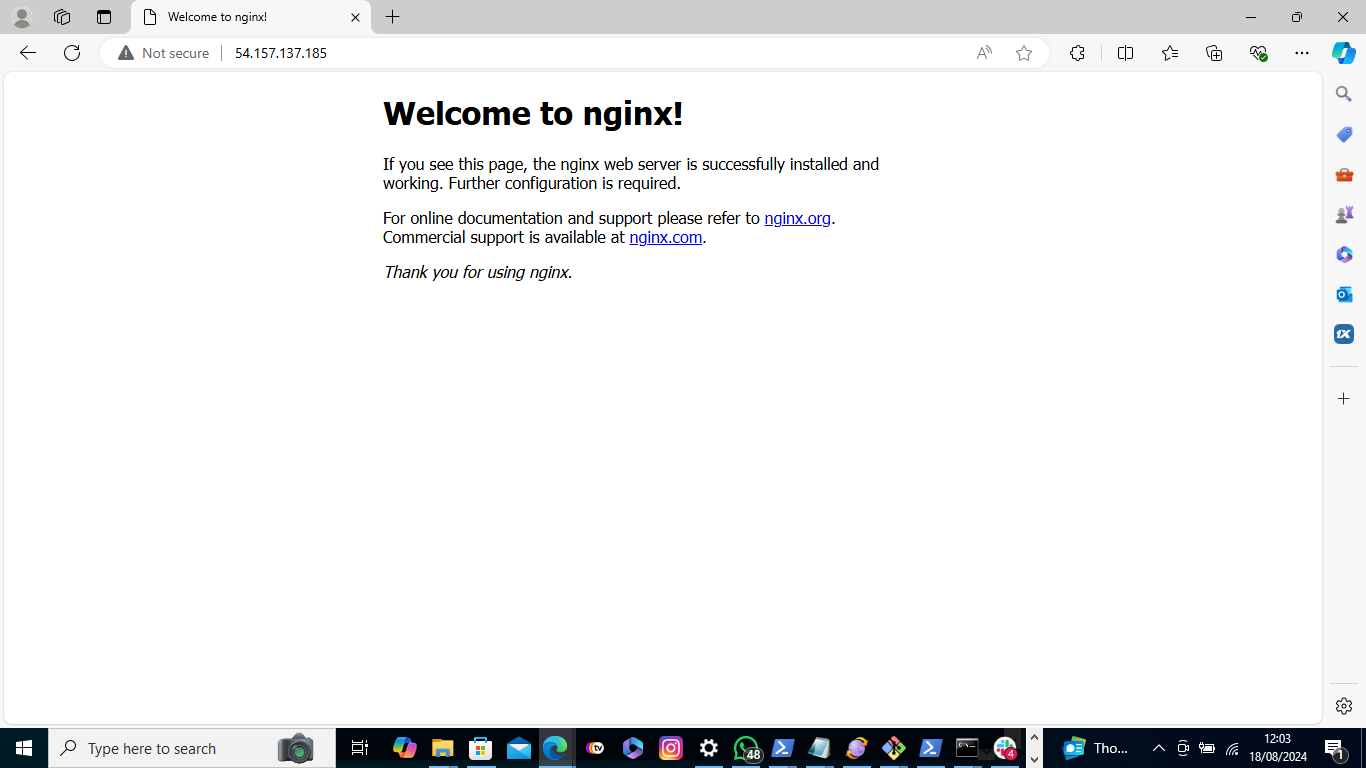 Welcome to nginx!
Not secure
54.157.137.185
Welcome to nginx!
If you see this page, the nginx web server is successfully installed and
working. Further configuration is required.
For online documentation and support please refer to nginx.org.
Commercial support is available at nginx.com.
Thank you for using nginx.
1X
Type here to search
tv
48
4
Tho...
12:03
18/08/2024
1